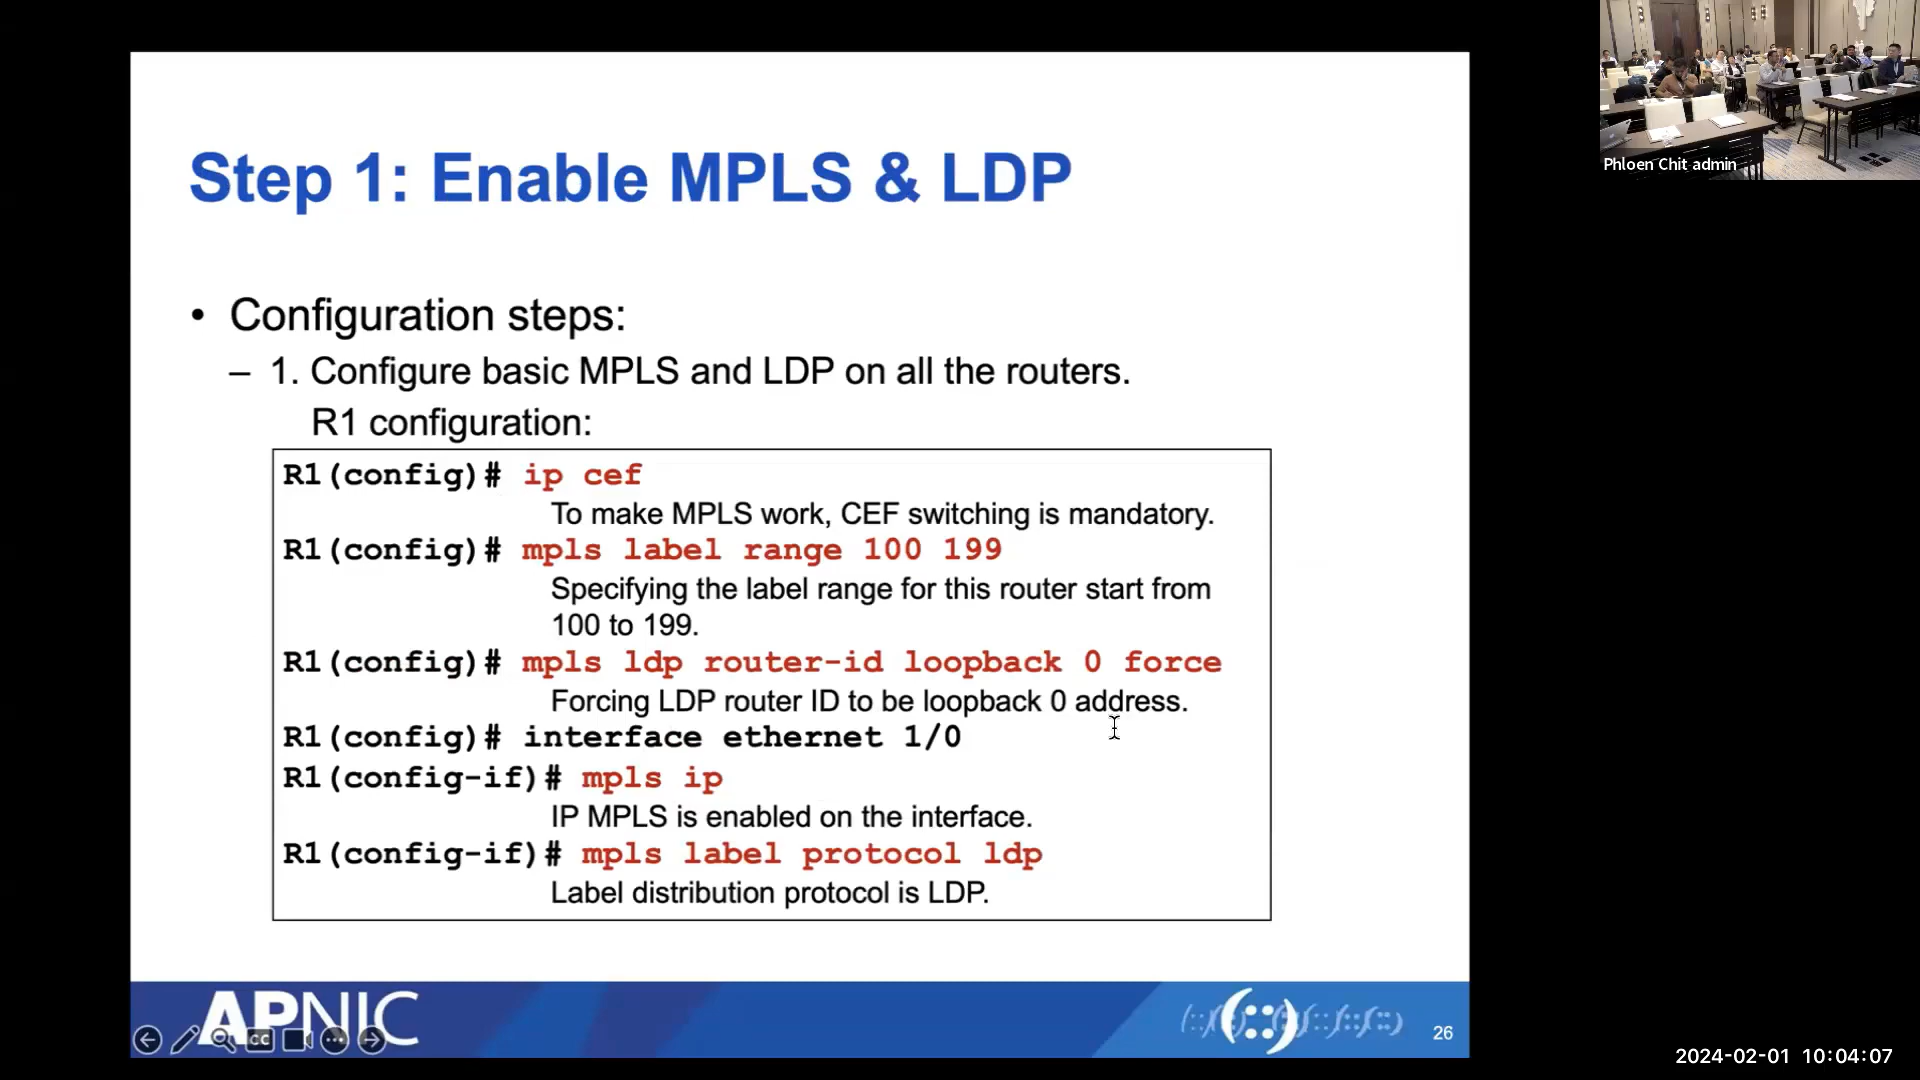 Step 1: Enable MPLS & LDP
• Configuration steps:
– 1. Configure basic MPLS and LDP on all the routers.
R1 configuration:
R1(config)# ip cef
To make MPLS work, CEF switching is mandatory.
R1(config)# mpls label range 100 199
Specifying the label range for this router start from
100 to 199.
R1(config)# mpls ldp router-id loopback 0 force
Forcing LDP router ID to be loopback 0 address.
R1(config)# interface ethernet 1/0
R1(config-if)# mpls ip
IP MPLS is enabled on the interface.
R1(config-if)# mpls label protocol ldp
Label distribution protocol is LDP.
APNIC
CC
26
Phloen Chit admin
2024-02-01 10:04:07